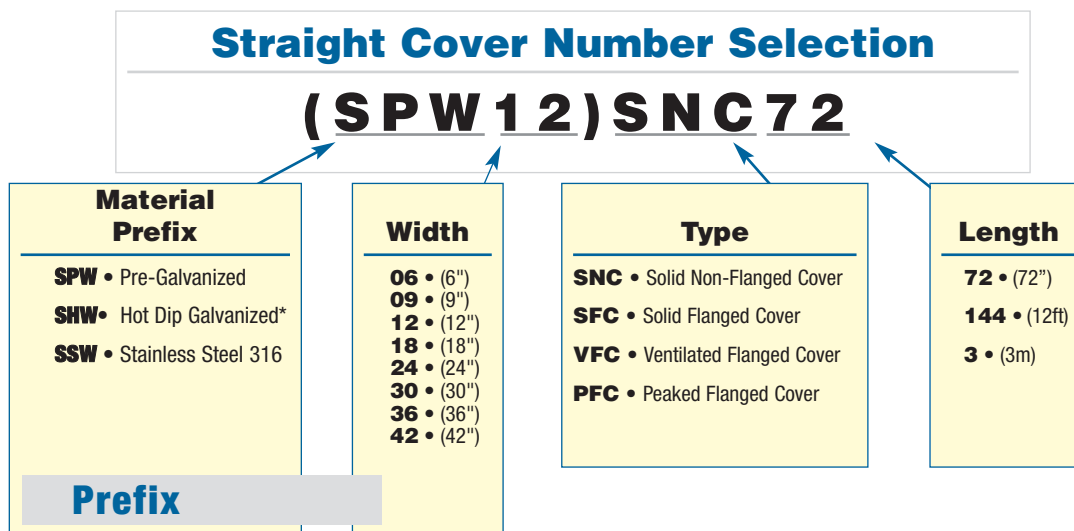 Straight Cover Number Selection
(SPW12)SNC72
Material
Prefix
SPW • Pre-Galvanized
SHW• Hot Dip Galvanized*
SSW • Stainless Steel 316
Width
06 • (6")
09 • (9")
12 • (12")
18 • (18")
24 • (24")
30 • (30")
36 • (36")
42 • (42")
Type
SNC • Solid Non-Flanged Cover
SFC • Solid Flanged Cover
VFC • Ventilated Flanged Cover
PFC • Peaked Flanged Cover
Length
72 • (72”)
144 • (12ft)
3 • (3m)
Prefix